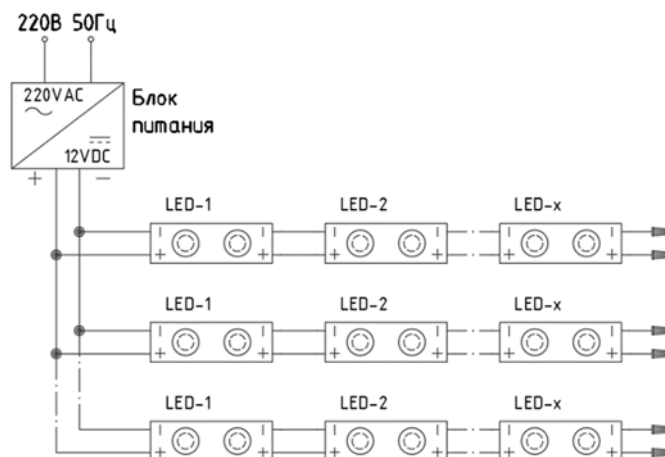 220В 50Гц
220VAC
Блок
питания
12VDC
+ −
LED-1 LED-2 LED-x
LED-1 LED-2 LED-x
LED-1 LED-2 LED-x